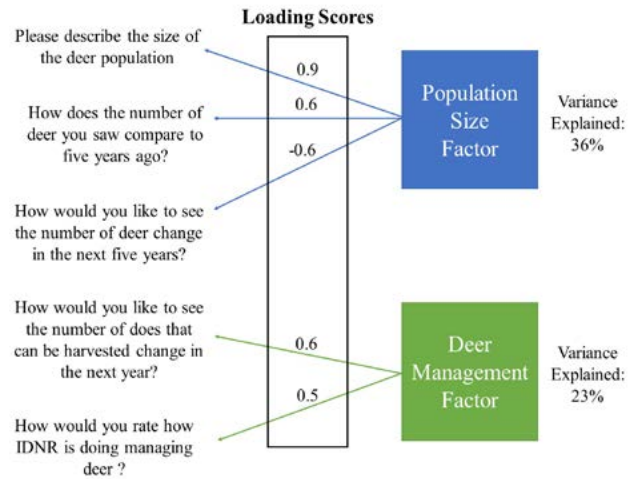 Loading Scores
Please describe the size of
the deer population
0.9
How does the number of
deer you saw compare to
five years ago?
0.6
-0.6
How would you like to see
the number of deer change
in the next five years?
Population
Size
Factor
Variance
Explained:
36%
How would you like to see
the number of does that
can be harvested change in
the next year?
0.6
How would you rate how
IDNR is doing managing
deer ?
0.5
Deer
Management
Factor
Variance
Explained:
23%